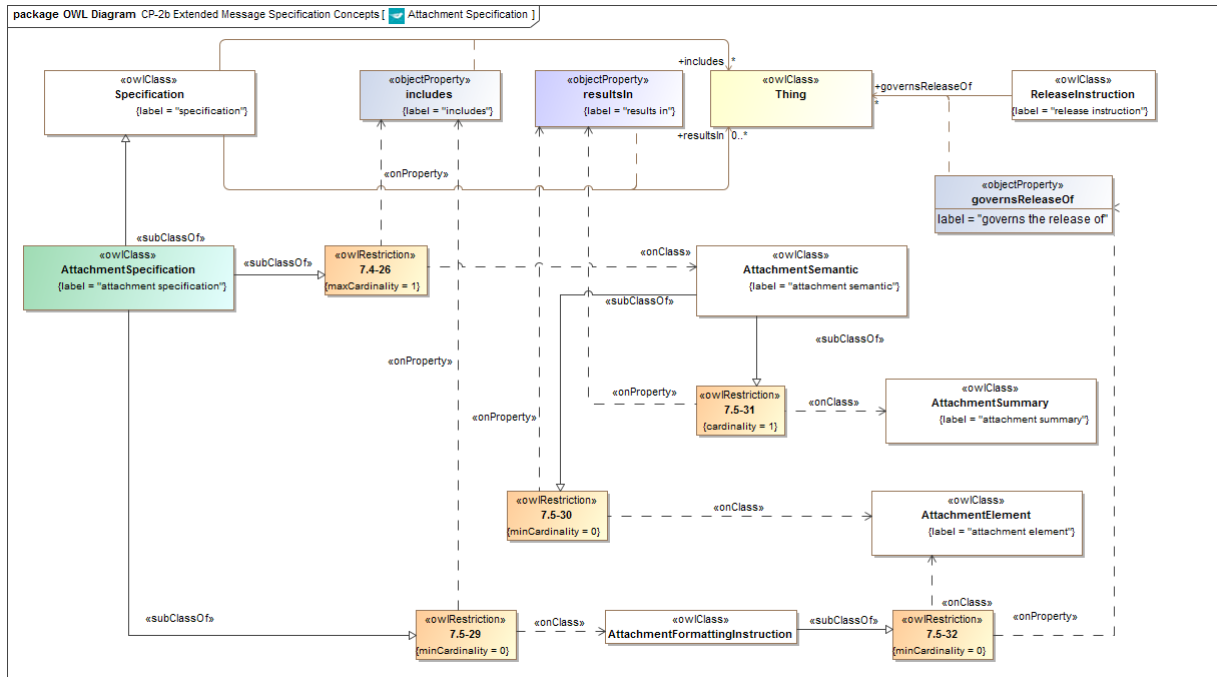 package OWL Diagram CP-2b Extended Message Specification Concepts [ Attachment Specification ]
«owlClass»
Specification
{label = "specification"}
«objectProperty»
includes
{label = "includes"}
«objectProperty»
resultsIn
{label = "results in"}
+includes *
«owlClass»
Thing
+governsReleaseOf
*
«owlClass»
ReleaseInstruction
{label = "release instruction"}
+resultsIn 0..*
«onProperty»
«objectProperty»
governsReleaseOf
label = "governs the release of"
«subClassOf»
«owlClass»
AttachmentSpecification
{label = "attachment specification"}
«subClassOf»
«owlRestriction»
7.4-26
{maxCardinality = 1}
«onClass»
«owlClass»
AttachmentSemantic
{label = "attachment semantic"}
«subClassOf»
«subClassOf»
«onProperty»
«onProperty»
«owlRestriction»
7.5-31
{cardinality = 1}
«onClass»
«owlClass»
AttachmentSummary
{label = "attachment summary"}
«onProperty»
«owlRestriction»
7.5-30
{minCardinality = 0}
«onClass»
«owlClass»
AttachmentElement
{label = "attachment element"}
«subClassOf»
«owlRestriction»
7.5-29
{minCardinality = 0}
«onClass»
«owlClass»
AttachmentFormattingInstruction
«subClassOf»
«onClass»
«owlRestriction»
7.5-32
{minCardinality = 0}
«onProperty»